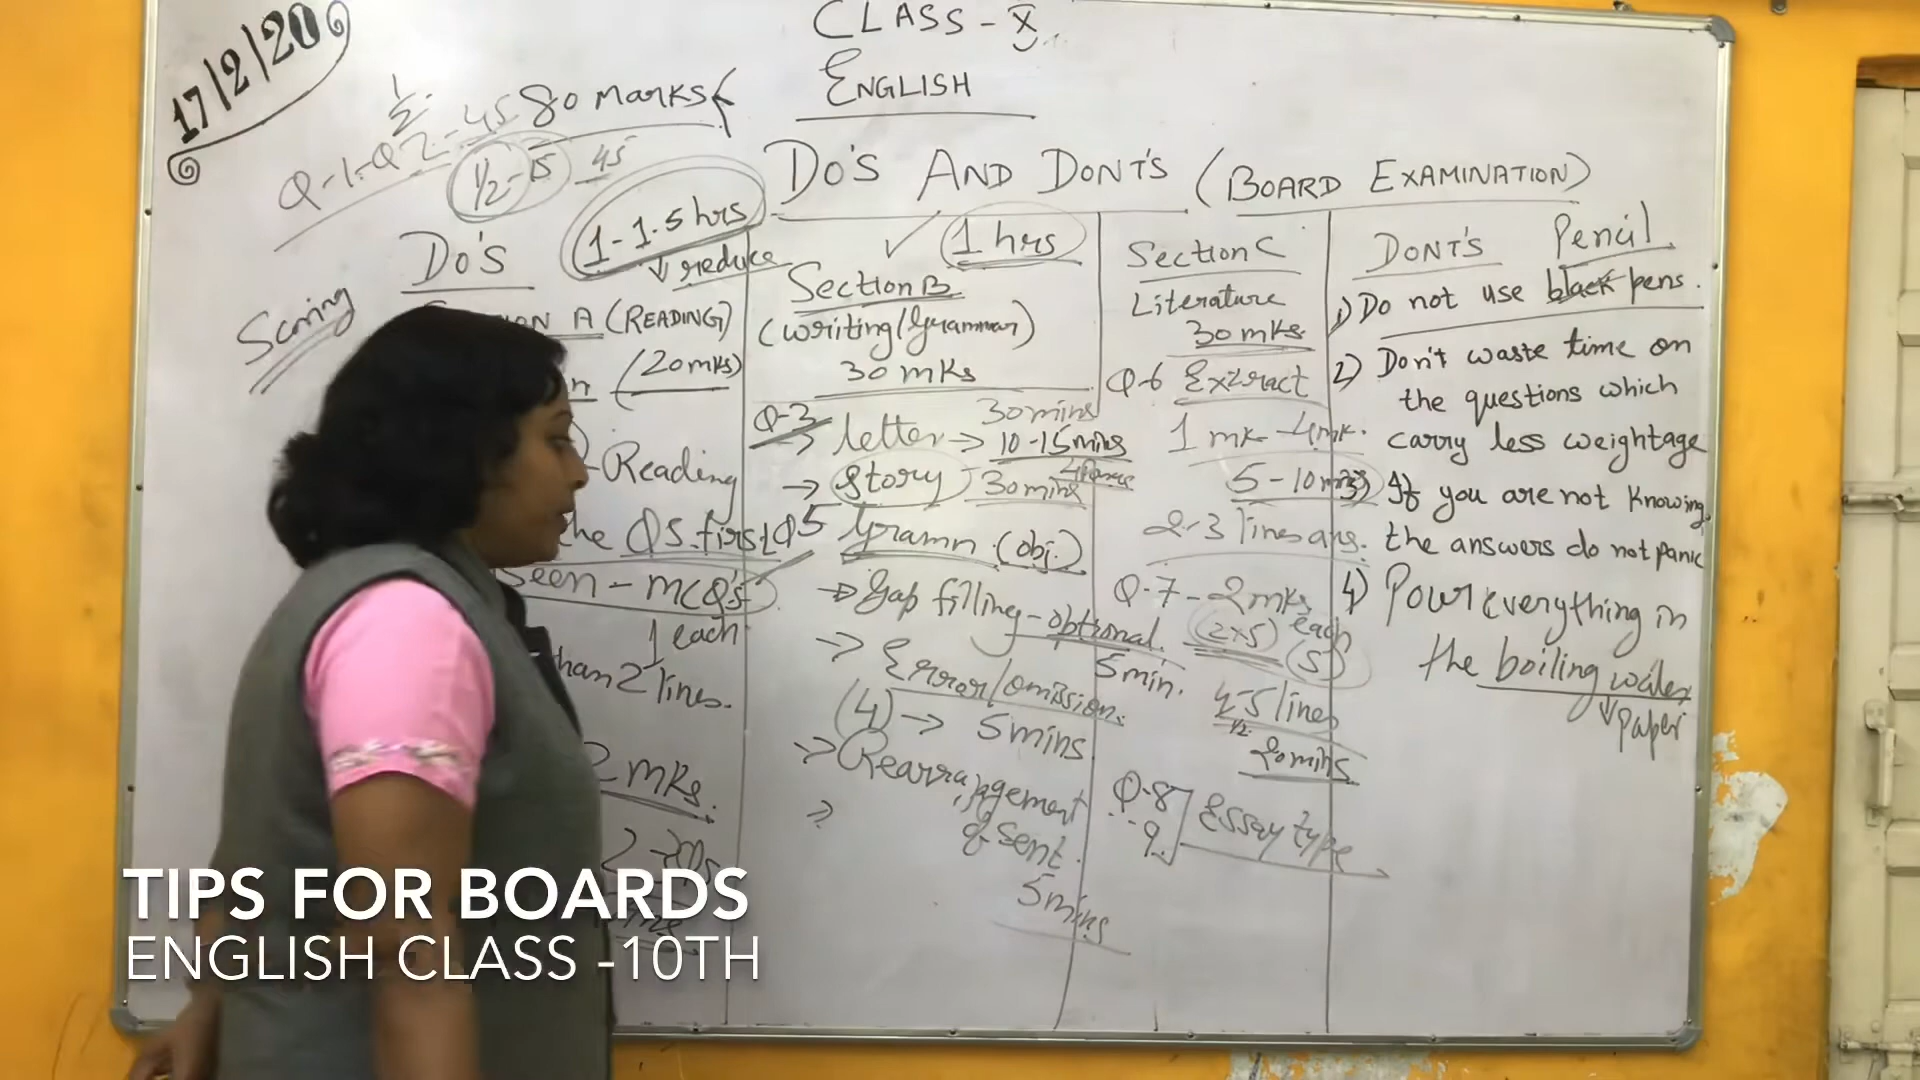 17/2/20
CLASS - X
ENGLISH
1/2
Q-1-Q2-45 80 marks
1/2-15 45
DO'S AND DONT'S (BOARD EXAMINATION)
DO'S
1-1.5 hrs
↓ reduce
Scoring
A (READING)
(20 mks)
Reading
the QS. first
Seen - MCQ's
1 each
than 2 lines.
2 mks.
1 hrs
Section B
(writing/Grammar)
30 mks
Q-3
30 mins
→ letter → 10-15 mins
→ Story 30 mins
Q5 Gramn. (obj.)
→ Gap filling - optional.
5 min.
→ Error/omission.
(4) → 5 mins
→ Rearrangement
of sent.
5 mins
Section C
Literature
30 mks.
Q-6 Extract
1 mk - 4 mk.
5-10 mins
2-3 lines ans.
Q-7 - 2 mks each
(2x5) (5)
4-5 lines
20 mins
Q-8
9. Essay type
DONT'S Pencil
1) Do not use black pens.
2) Don't waste time on
the questions which
carry less weightage
3) If you are not knowing,
the answers do not panic
4) Pour everything in
the boiling water
↓ Paper
TIPS FOR BOARDS
ENGLISH CLASS -10TH